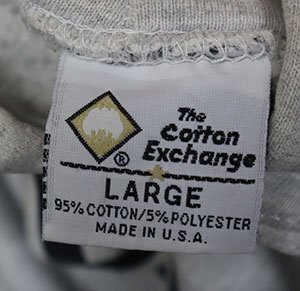 The
Cotton
Exchange
®
LARGE
95% COTTON/5% POLYESTER
MADE IN U.S.A.